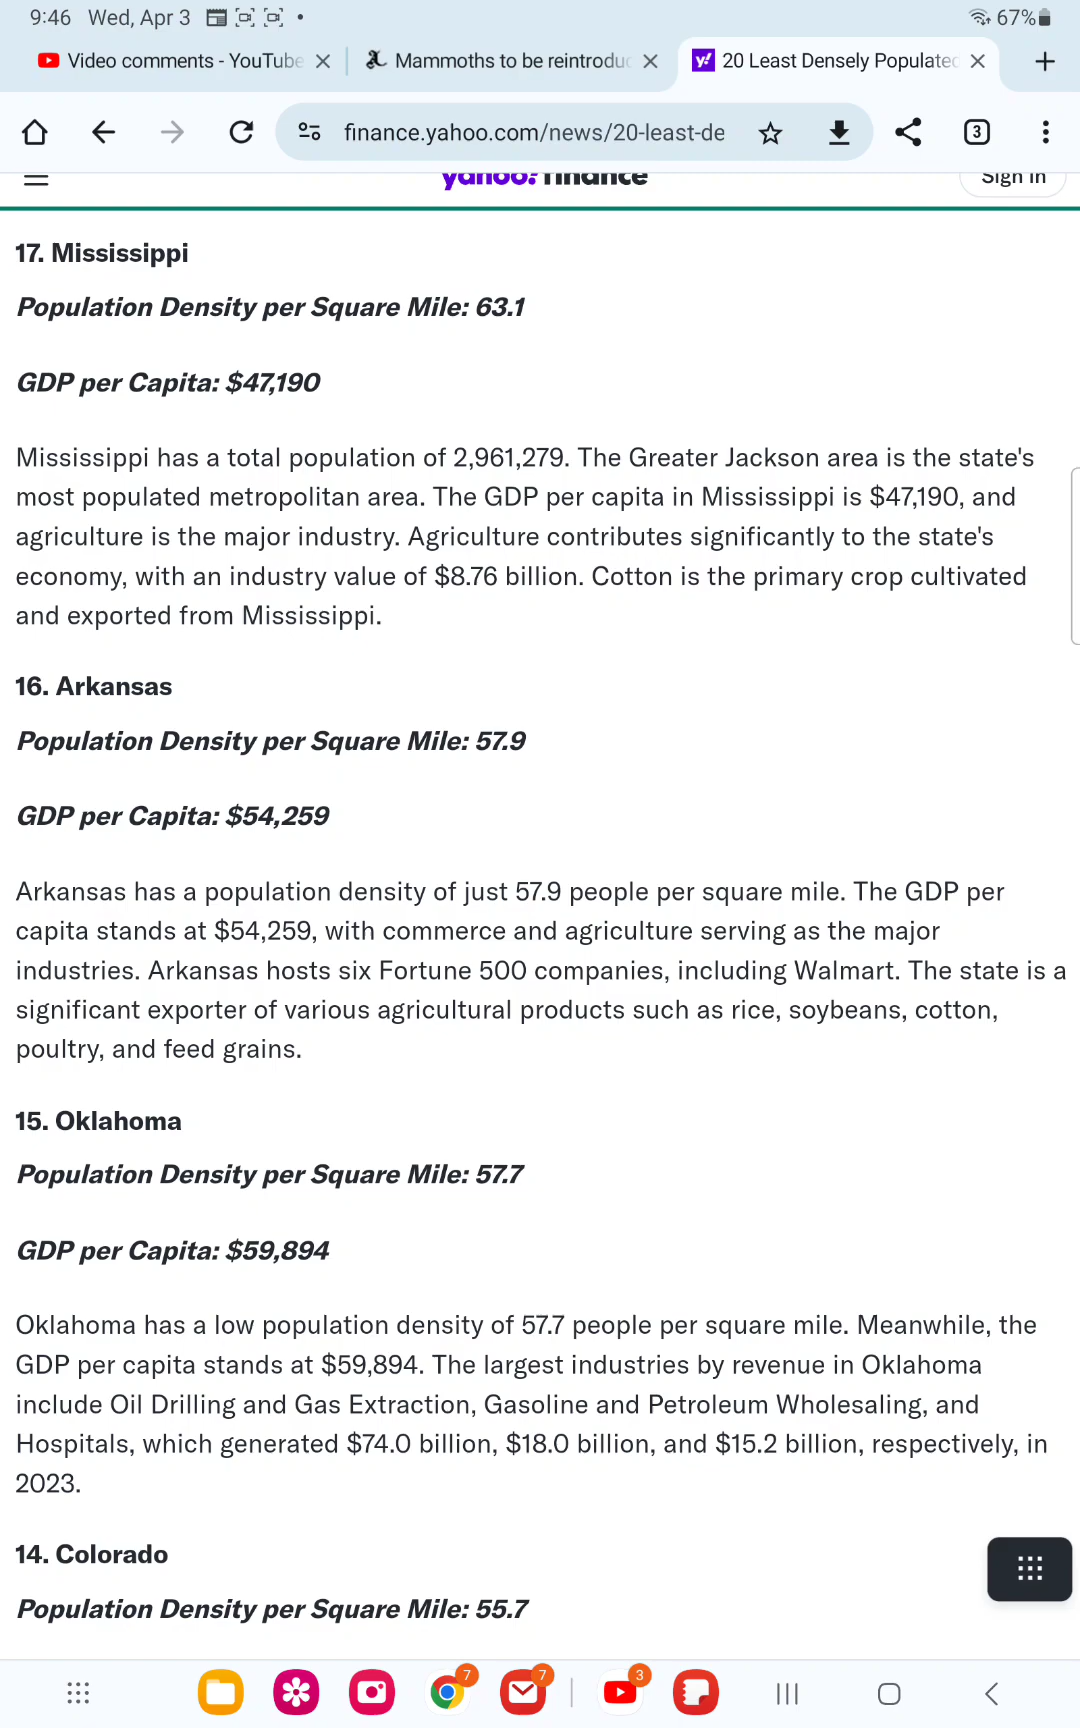 9:46 Wed, Apr 3
67%
Video comments - YouTube
Mammoths to be reintroduc
20 Least Densely Populated
finance.yahoo.com/news/20-least-de
3
yahoo! finance
Sign in
17. Mississippi
Population Density per Square Mile: 63.1
GDP per Capita: $47,190
Mississippi has a total population of 2,961,279. The Greater Jackson area is the state's
most populated metropolitan area. The GDP per capita in Mississippi is $47,190, and
agriculture is the major industry. Agriculture contributes significantly to the state's
economy, with an industry value of $8.76 billion. Cotton is the primary crop cultivated
and exported from Mississippi.
16. Arkansas
Population Density per Square Mile: 57.9
GDP per Capita: $54,259
Arkansas has a population density of just 57.9 people per square mile. The GDP per
capita stands at $54,259, with commerce and agriculture serving as the major
industries. Arkansas hosts six Fortune 500 companies, including Walmart. The state is a
significant exporter of various agricultural products such as rice, soybeans, cotton,
poultry, and feed grains.
15. Oklahoma
Population Density per Square Mile: 57.7
GDP per Capita: $59,894
Oklahoma has a low population density of 57.7 people per square mile. Meanwhile, the
GDP per capita stands at $59,894. The largest industries by revenue in Oklahoma
include Oil Drilling and Gas Extraction, Gasoline and Petroleum Wholesaling, and
Hospitals, which generated $74.0 billion, $18.0 billion, and $15.2 billion, respectively, in
2023.
14. Colorado
Population Density per Square Mile: 55.7
7
7
3